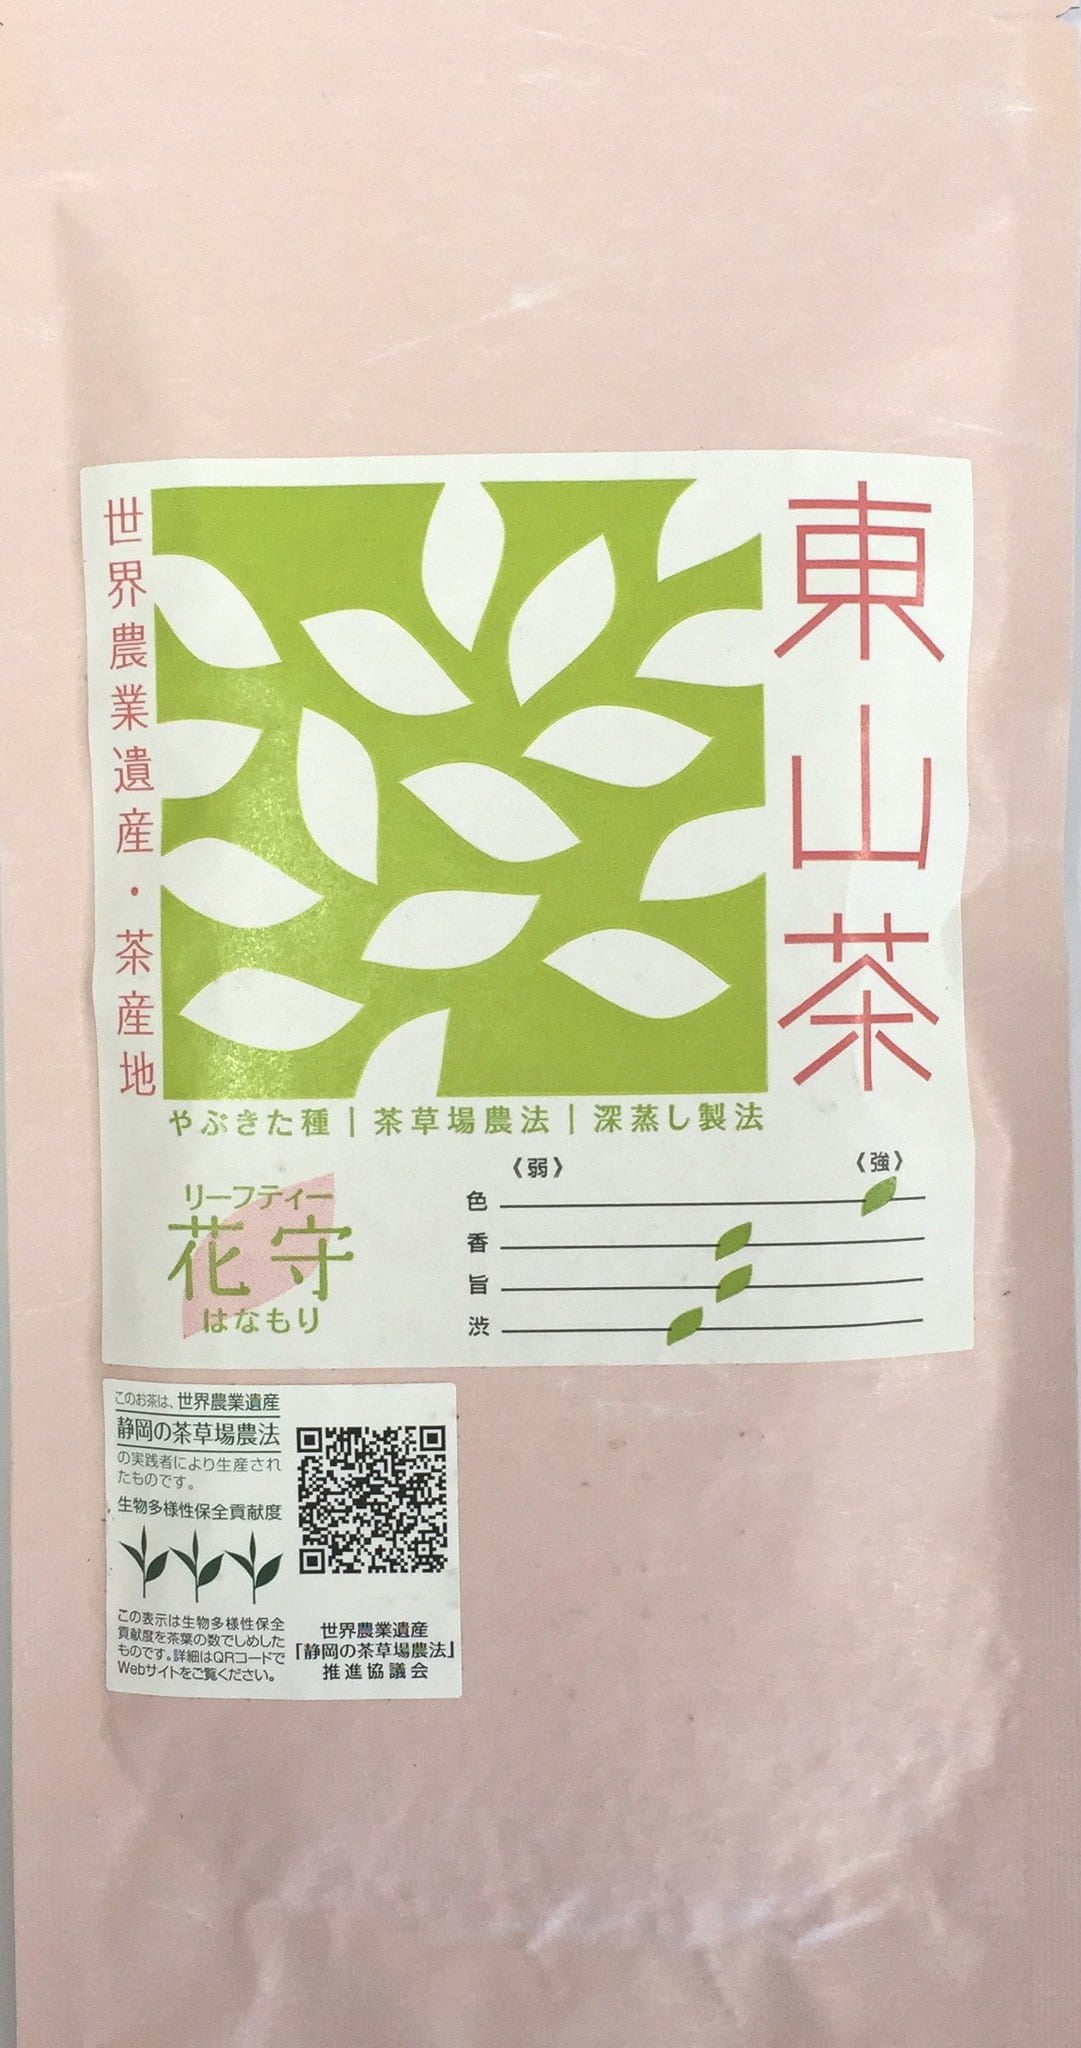 東山茶
世界農業遺産・茶産地
やぶきた種｜茶草場農法｜深蒸し製法
リーフティー
花守
はなもり
《弱》 《強》
色
香
旨
渋
このお茶は、世界農業遺産
静岡の茶草場農法
の実践者により生産され
たものです。
生物多様性保全貢献度
この表示は生物多様性保全
貢献度を茶葉の数でしめした
ものです。詳細はQRコードで
Webサイトをご覧ください。
世界農業遺産
「静岡の茶草場農法」
推進協議会